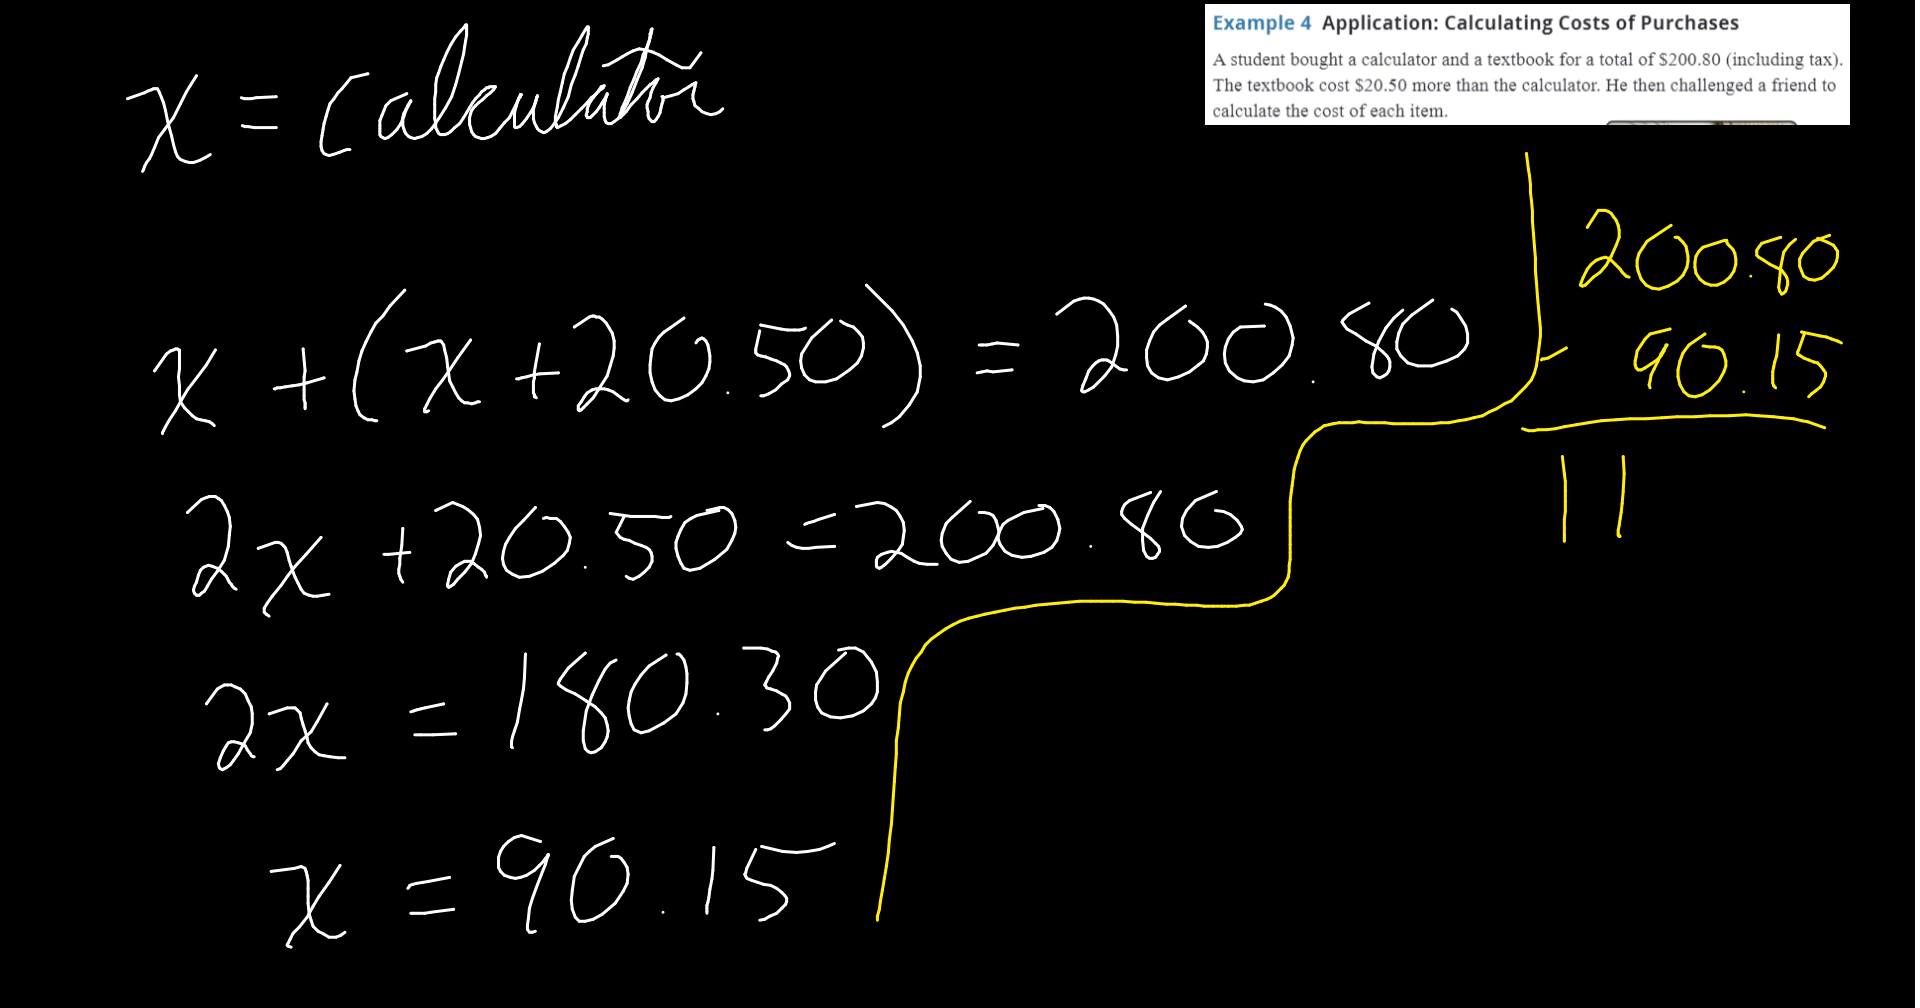 x = calculator
Example 4 Application: Calculating Costs of Purchases
A student bought a calculator and a textbook for a total of $200.80 (including tax).
The textbook cost $20.50 more than the calculator. He then challenged a friend to
calculate the cost of each item.
x + (x + 20.50) = 200.80
2x + 20.50 = 200.80
2x = 180.30
x = 90.15
200.80
- 90.15
11